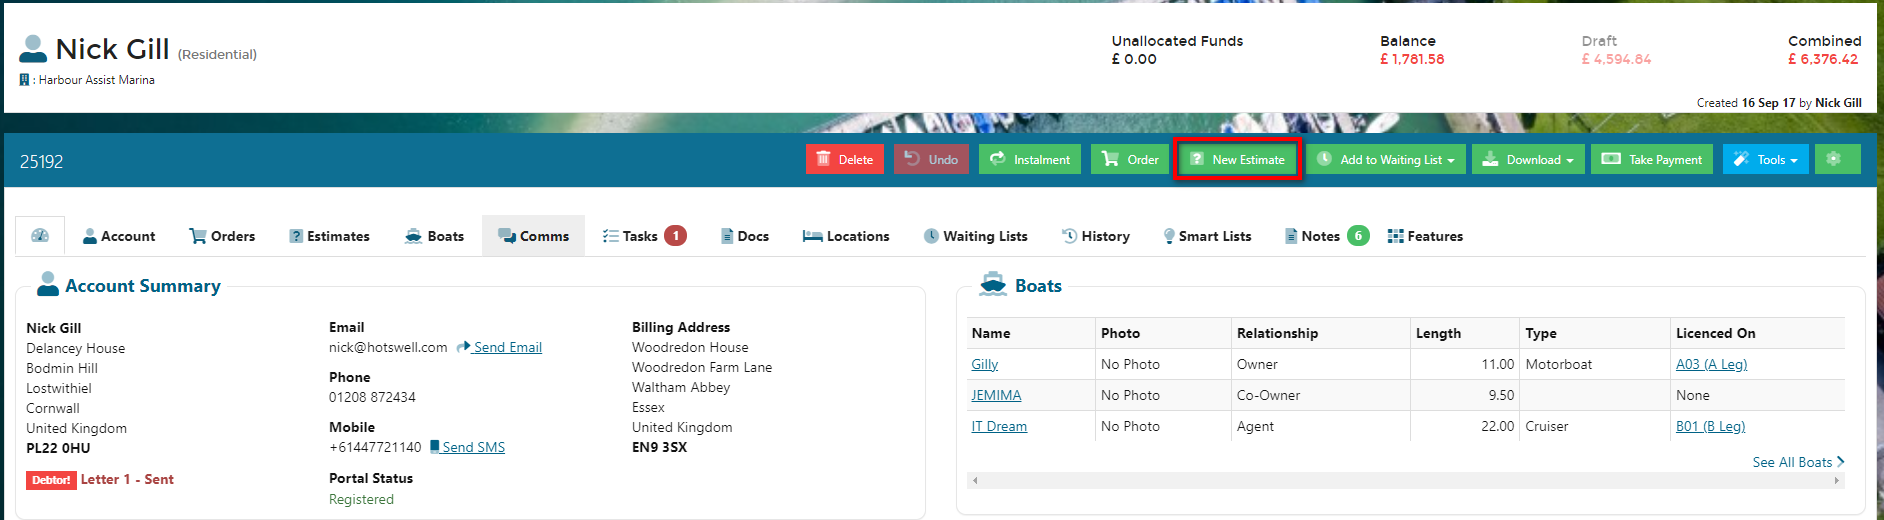 Nick Gill (Residential)
: Harbour Assist Marina
Unallocated Funds
£ 0.00
Balance
£ 1,781.58
Draft
£ 4,594.84
Combined
£ 6,376.42
Created 16 Sep 17 by Nick Gill
25192
Delete
Undo
Instalment
Order
New Estimate
Add to Waiting List
Download
Take Payment
Tools
Account
Orders
Estimates
Boats
Comms
Tasks 1
Docs
Locations
Waiting Lists
History
Smart Lists
Notes 6
Features
Account Summary
Nick Gill
Delancey House
Bodmin Hill
Lostwithiel
Cornwall
United Kingdom
PL22 0HU
Debtor! Letter 1 - Sent
Email
nick@hotswell.com Send Email
Phone
01208 872434
Mobile
+61447721140 Send SMS
Portal Status
Registered
Billing Address
Woodredon House
Woodredon Farm Lane
Waltham Abbey
Essex
United Kingdom
EN9 3SX
Boats
Name Photo Relationship Length Type Licenced On
Gilly No Photo Owner 11.00 Motorboat A03 (A Leg)
JEMIMA No Photo Co-Owner 9.50 None
IT Dream No Photo Agent 22.00 Cruiser B01 (B Leg)
See All Boats